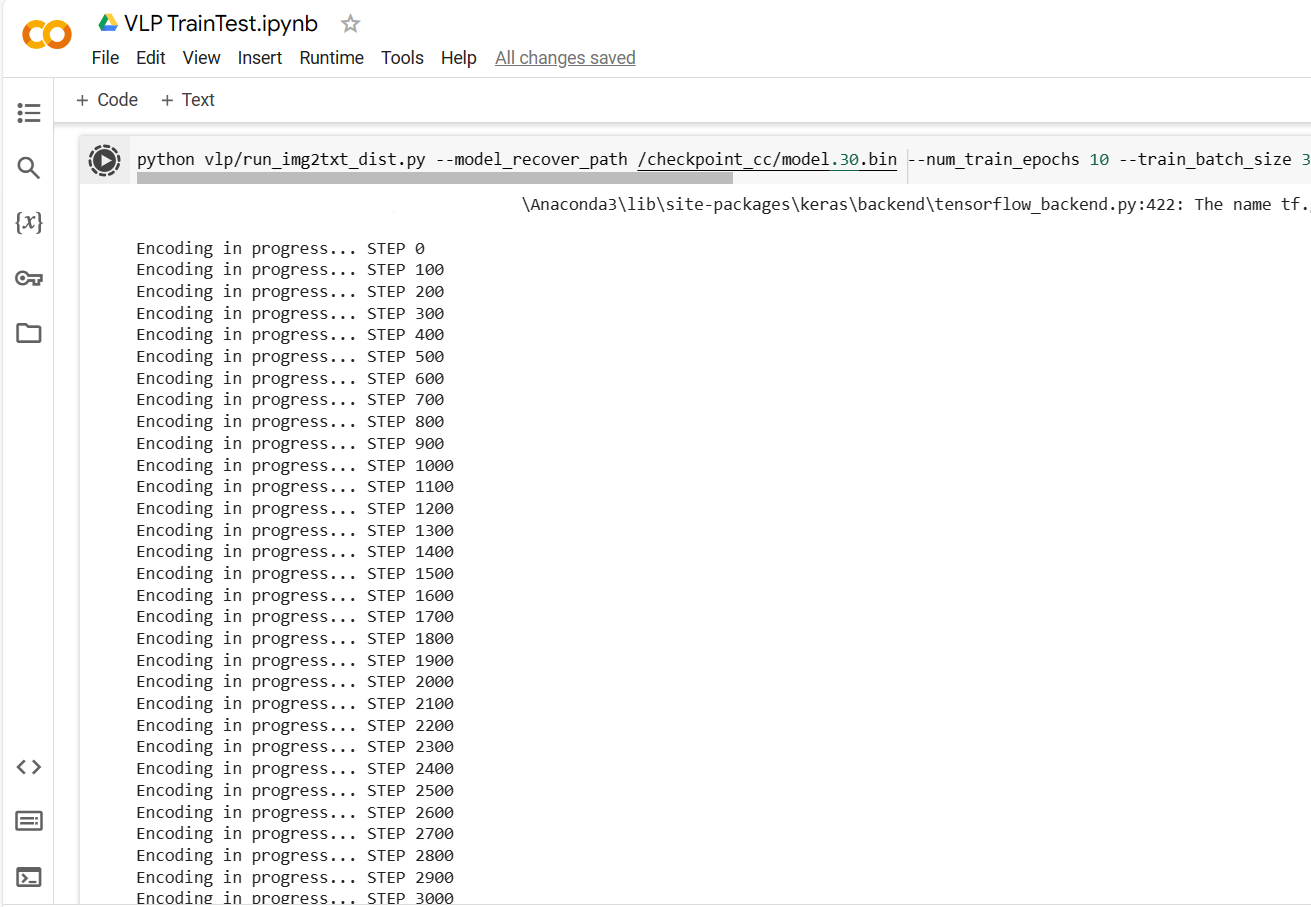 VLP TrainTest.ipynb
File Edit View Insert Runtime Tools Help All changes saved
+ Code + Text
python vlp/run_img2txt_dist.py --model_recover_path /checkpoint_cc/model.30.bin --num_train_epochs 10 --train_batch_size 3
\Anaconda3\lib\site-packages\keras\backend\tensorflow_backend.py:422: The name tf.
Encoding in progress... STEP 0
Encoding in progress... STEP 100
Encoding in progress... STEP 200
Encoding in progress... STEP 300
Encoding in progress... STEP 400
Encoding in progress... STEP 500
Encoding in progress... STEP 600
Encoding in progress... STEP 700
Encoding in progress... STEP 800
Encoding in progress... STEP 900
Encoding in progress... STEP 1000
Encoding in progress... STEP 1100
Encoding in progress... STEP 1200
Encoding in progress... STEP 1300
Encoding in progress... STEP 1400
Encoding in progress... STEP 1500
Encoding in progress... STEP 1600
Encoding in progress... STEP 1700
Encoding in progress... STEP 1800
Encoding in progress... STEP 1900
Encoding in progress... STEP 2000
Encoding in progress... STEP 2100
Encoding in progress... STEP 2200
Encoding in progress... STEP 2300
Encoding in progress... STEP 2400
Encoding in progress... STEP 2500
Encoding in progress... STEP 2600
Encoding in progress... STEP 2700
Encoding in progress... STEP 2800
Encoding in progress... STEP 2900
Encoding in progress... STEP 3000